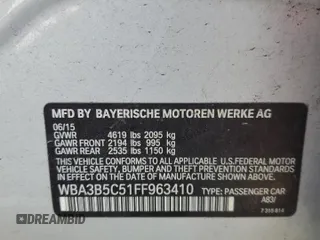 MFD BY BAYERISCHE MOTOREN WERKE AG
06/15
GVWR 4619 lbs 2095 kg
GAWR FRONT 2194 lbs 995 kg
GAWR REAR 2535 lbs 1150 kg
THIS VEHICLE CONFORMS TO ALL APPLICABLE U.S. FEDERAL MOTOR
VEHICLE SAFETY, BUMPER, AND THEFT PREVENTION STANDARDS IN
EFFECT ON THE DATE OF MANUFACTURE SHOWN ABOVE.
WBA3B5C51FF963410 TYPE: PASSENGER CAR
A83/
DREAMBID